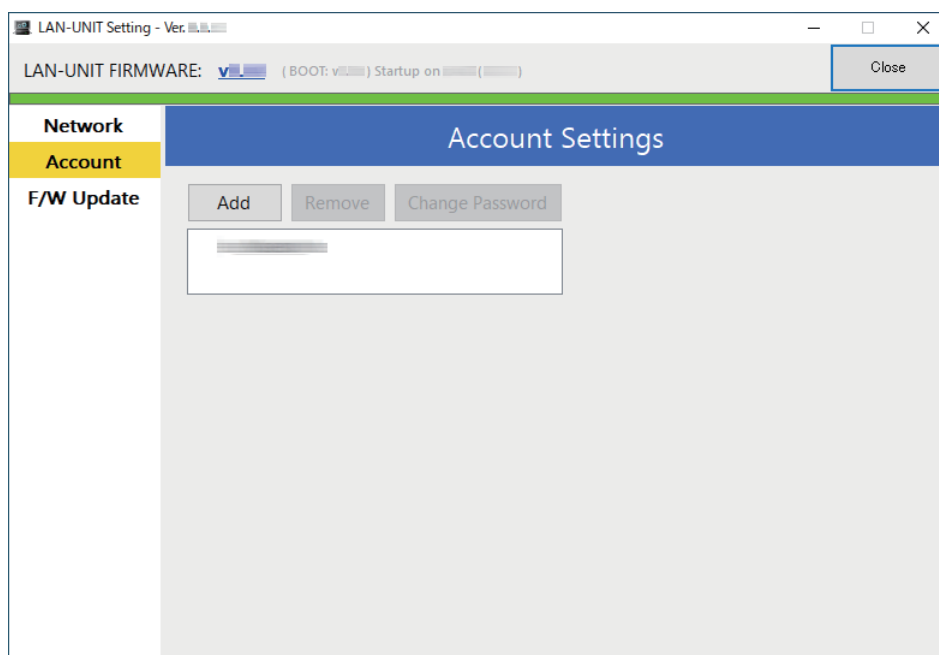 LAN-UNIT Setting - Ver.
LAN-UNIT FIRMWARE: v ( BOOT: v ) Startup on ( )
Close
Network
Account
F/W Update
Account Settings
Add Remove Change Password